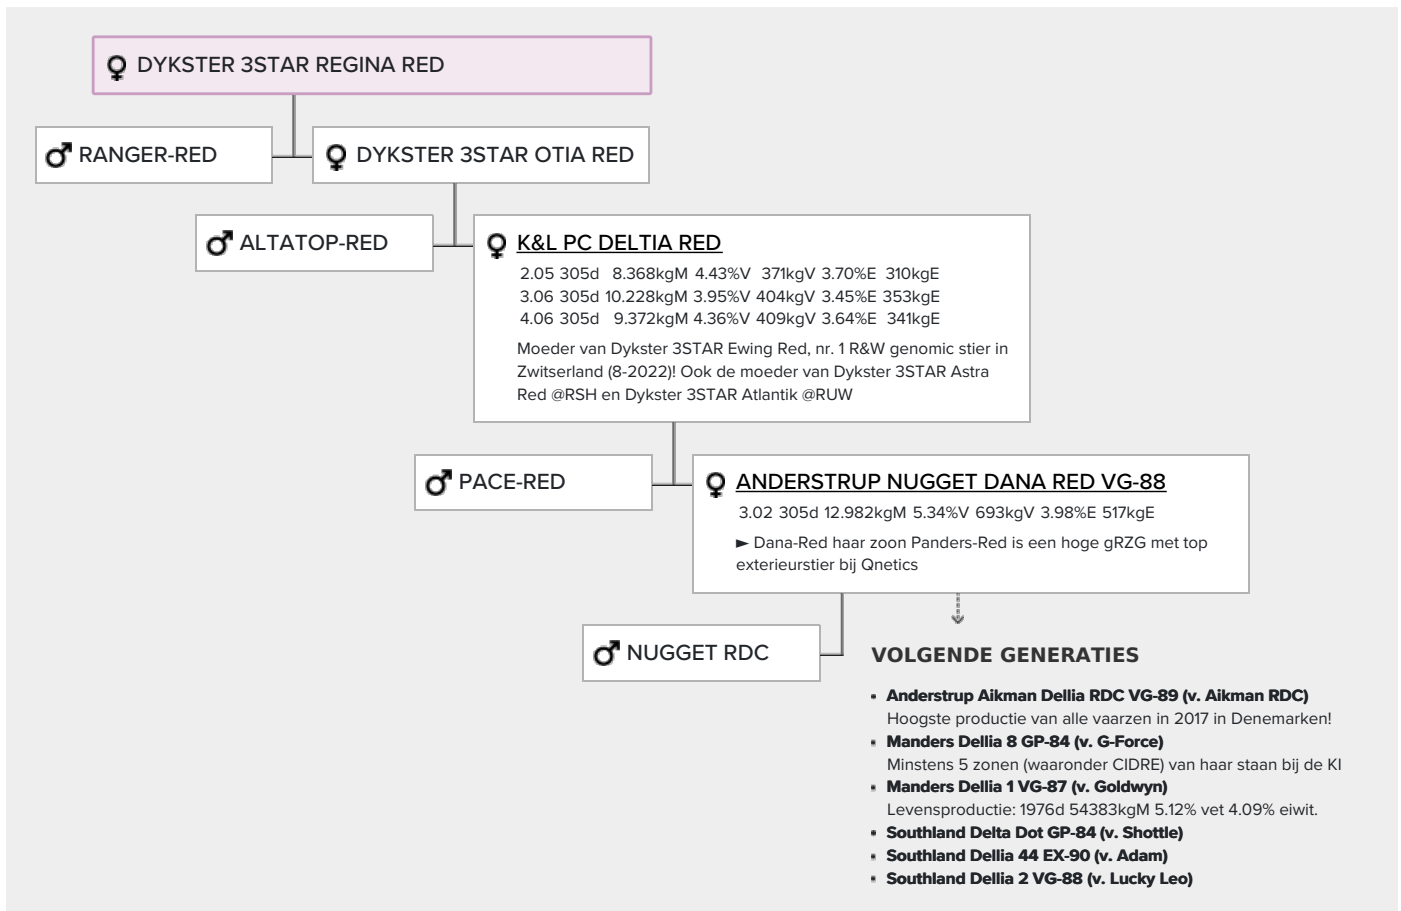 ♀ DYKSTER 3STAR REGINA RED
♂ RANGER-RED
♀ DYKSTER 3STAR OTIA RED
♂ ALTATOP-RED
♀ K&L PC DELTIA RED
2.05 305d 8.368kgM 4.43%V 371kgV 3.70%E 310kgE
3.06 305d 10.228kgM 3.95%V 404kgV 3.45%E 353kgE
4.06 305d 9.372kgM 4.36%V 409kgV 3.64%E 341kgE
Moeder van Dykster 3STAR Ewing Red, nr. 1 R&W genomic stier in
Zwitserland (8-2022)! Ook de moeder van Dykster 3STAR Astra
Red @RSH en Dykster 3STAR Atlantik @RUW
♂ PACE-RED
♀ ANDERSTRUP NUGGET DANA RED VG-88
3.02 305d 12.982kgM 5.34%V 693kgV 3.98%E 517kgE
► Dana-Red haar zoon Panders-Red is een hoge gRZG met top
exterieurstier bij Qnetics
♂ NUGGET RDC
VOLGENDE GENERATIES
▪ Anderstrup Aikman Dellia RDC VG-89 (v. Aikman RDC)
Hoogste productie van alle vaarzen in 2017 in Denemarken!
▪ Manders Dellia 8 GP-84 (v. G-Force)
Minstens 5 zonen (waaronder CIDRE) van haar staan bij de KI
▪ Manders Dellia 1 VG-87 (v. Goldwyn)
Levensproductie: 1976d 54383kgM 5.12% vet 4.09% eiwit.
▪ Southland Delta Dot GP-84 (v. Shottle)
▪ Southland Dellia 44 EX-90 (v. Adam)
▪ Southland Dellia 2 VG-88 (v. Lucky Leo)